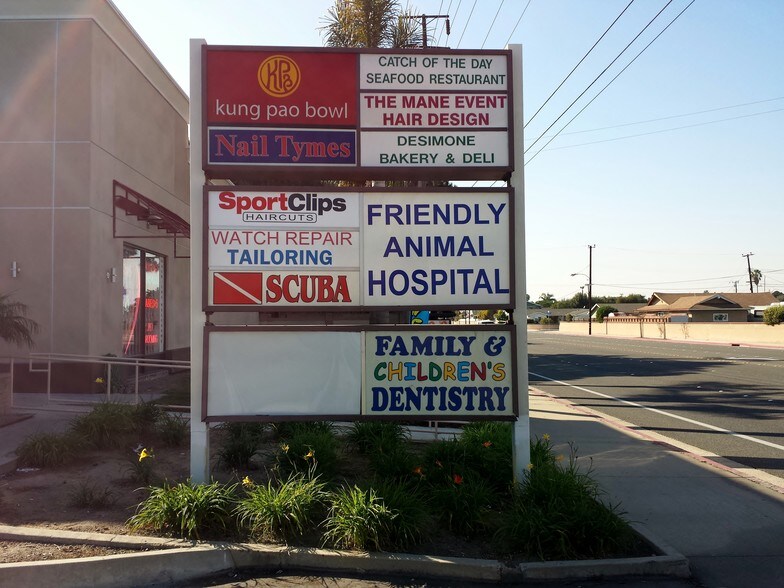 KPB
kung pao bowl
Nail Tymes
CATCH OF THE DAY
SEAFOOD RESTAURANT
THE MANE EVENT
HAIR DESIGN
DESIMONE
BAKERY & DELI
SportClips
HAIRCUTS
WATCH REPAIR
TAILORING
SCUBA
FRIENDLY
ANIMAL
HOSPITAL
FAMILY &
CHILDREN'S
DENTISTRY